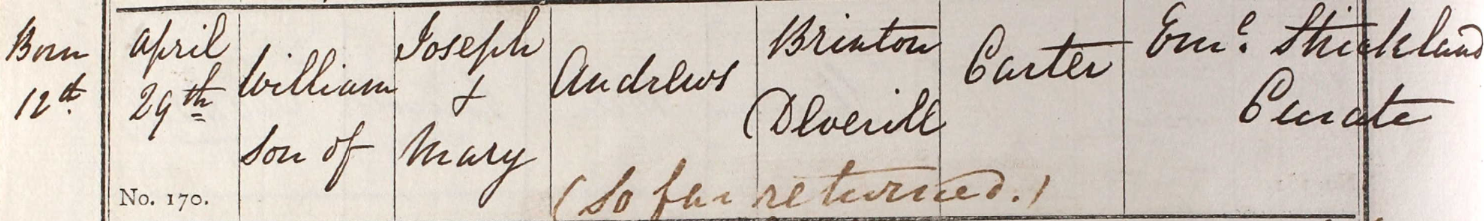 Born
12th
April
29th
No. 170.
William
son of
Joseph
&
Mary
Andrews
Brixton
Deverill
Carter
Em.e Strickland
Curate
(So far returned.)